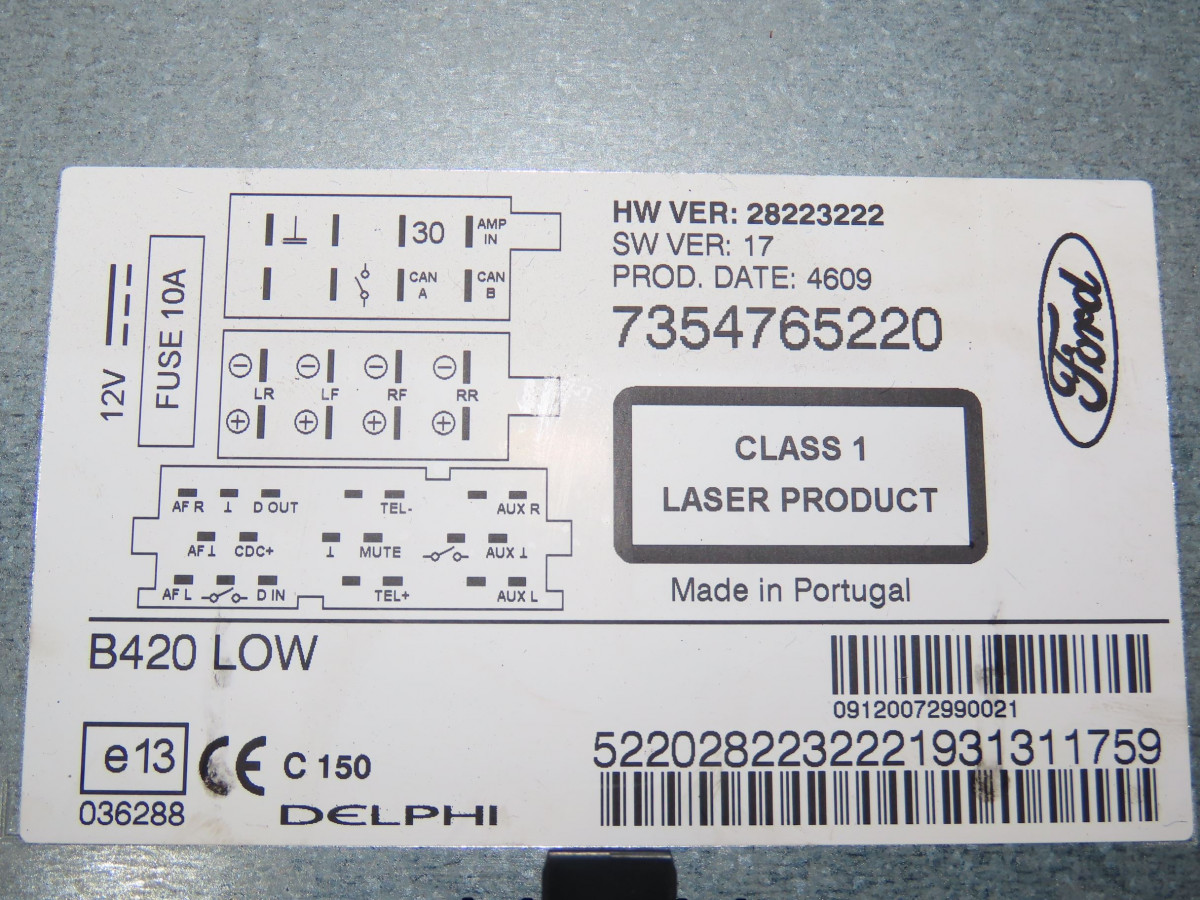 HW VER: 28223222
SW VER: 17
PROD. DATE: 4609
7354765220
Ford
12V
FUSE 10A
30
AMP
IN
CAN
A
CAN
B
LR
LF
RF
RR
AF R
D OUT
TEL-
AUX R
AF
CDC+
MUTE
AUX
AF L
D IN
TEL+
AUX L
CLASS 1
LASER PRODUCT
Made in Portugal
B420 LOW
09120072990021
5220282232221931311759
e13
CE
C 150
036288
DELPHI